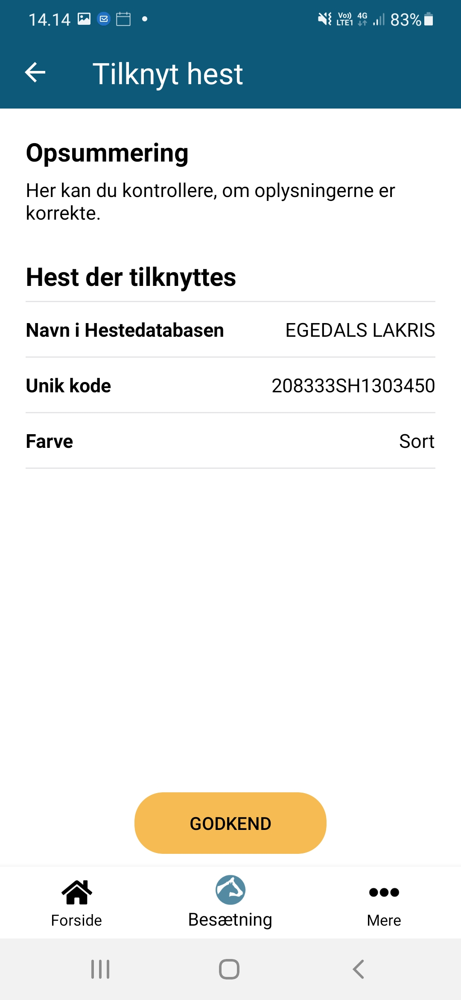 14.14
Vo)) LTE1 4G 83%
Tilknyt hest
Opsummering
Her kan du kontrollere, om oplysningerne er
korrekte.
Hest der tilknyttes
Navn i Hestedatabasen EGEDALS LAKRIS
Unik kode 208333SH1303450
Farve Sort
GODKEND
Forside Besætning Mere